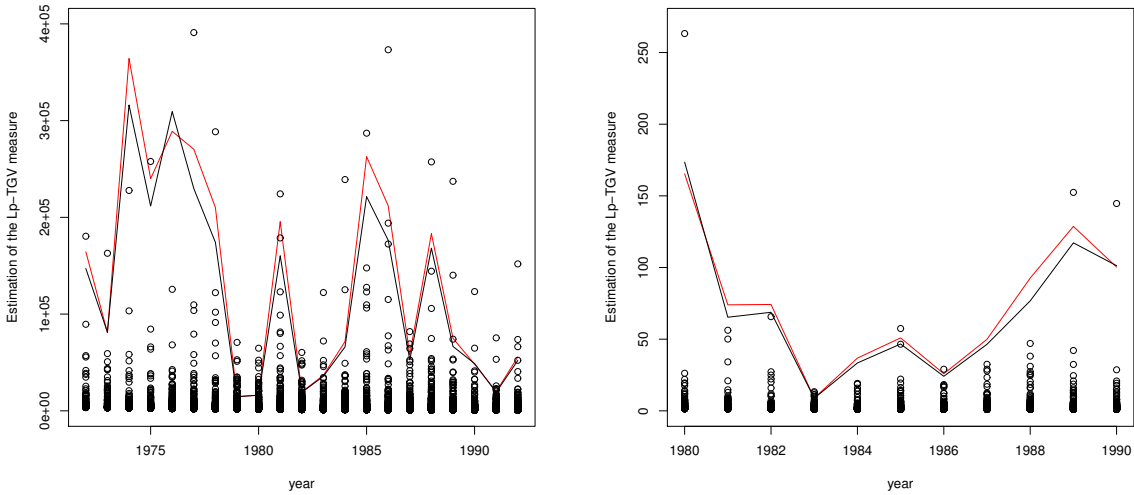 Estimation of the Lp−TGV measure
4e+05
3e+05
2e+05
1e+05
0e+00
1975 1980 1985 1990
year
Estimation of the Lp−TGV measure
250
200
150
100
50
0
1980 1982 1984 1986 1988 1990
year